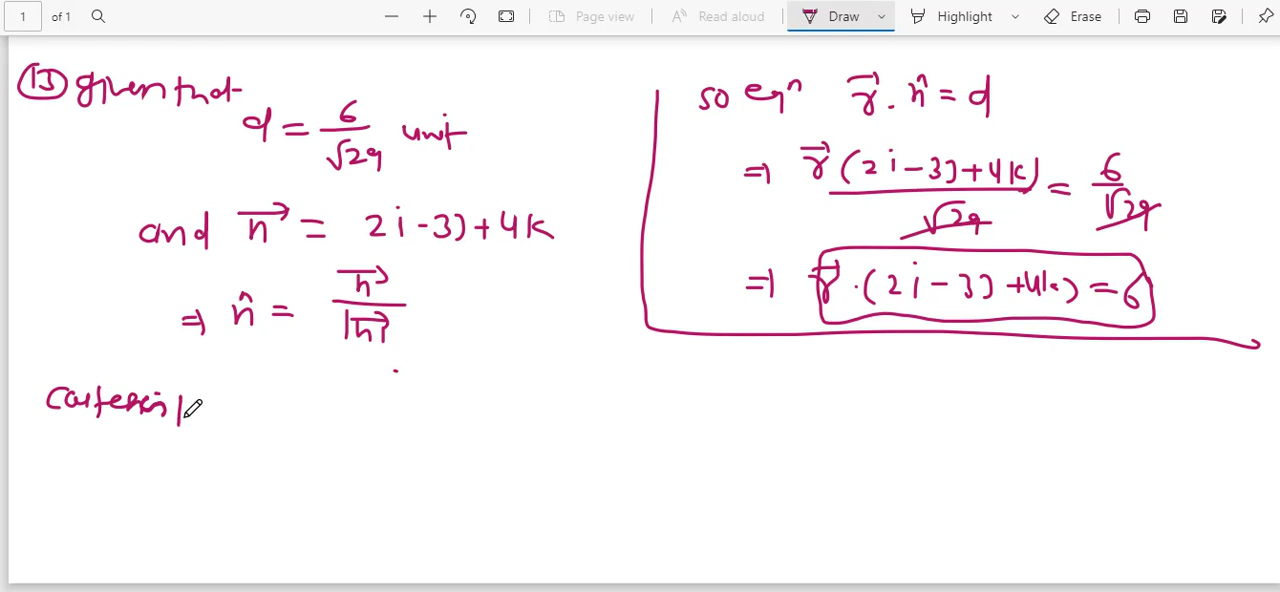 1 of 1 Page view Read aloud Draw Highlight Erase
(13) given that
d = 6/√29 unit
and n⃗ = 2i - 3j + 4k
⇒ n̂ = n⃗/|n⃗|
so eqⁿ r⃗ . n̂ = d
⇒ r⃗ (2i - 3j + 4k)/√29 = 6/√29
⇒ r⃗ . (2i - 3j + 4k) = 6